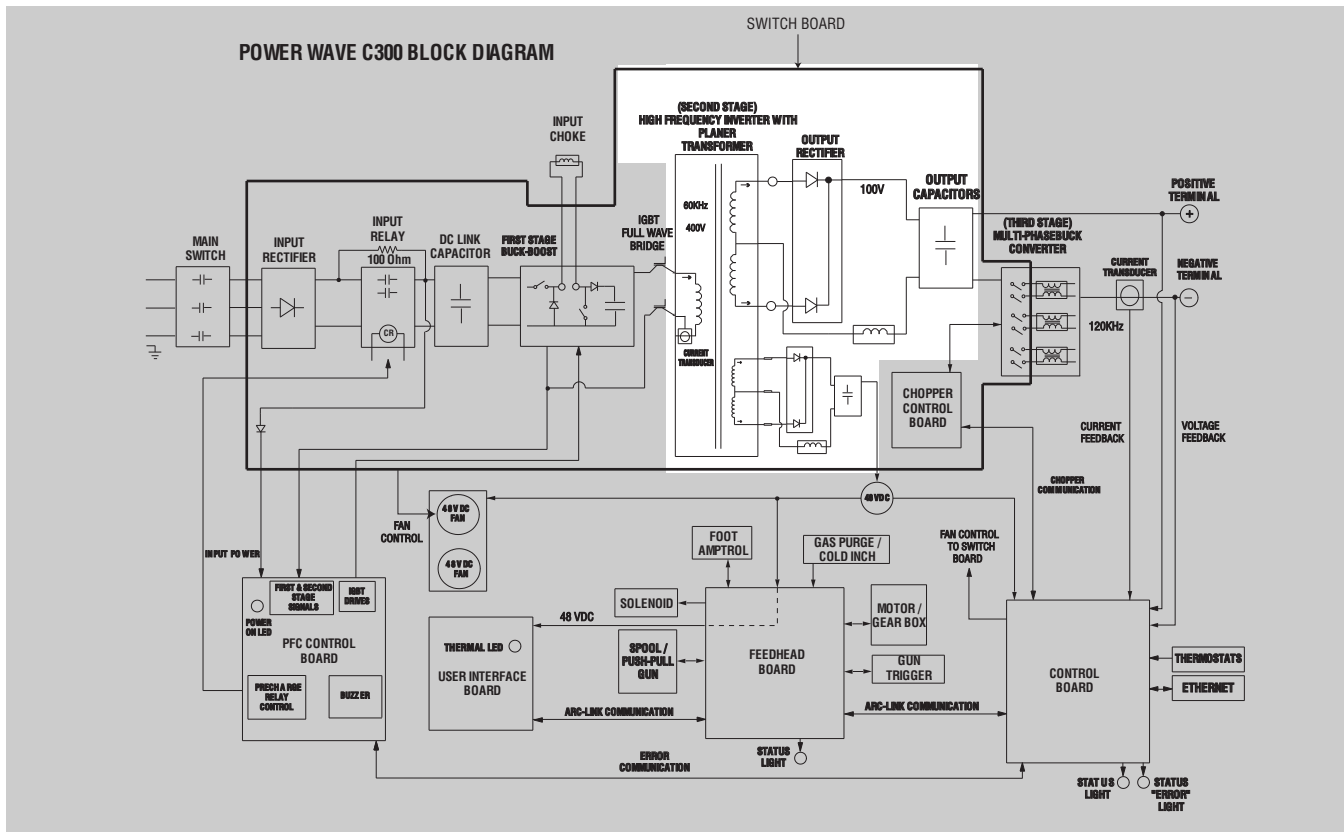 SWITCH BOARD
POWER WAVE C300 BLOCK DIAGRAM
(SECOND STAGE)
HIGH FREQUENCY INVERTER WITH
PLANER
TRANSFORMER
INPUT
CHOKE
OUTPUT
RECTIFIER
60KHz
400V
100V
OUTPUT
CAPACITORS
POSITIVE
TERMINAL
+
MAIN
SWITCH
INPUT
RECTIFIER
INPUT
RELAY
100 Ohm
CR
DC LINK
CAPACITOR
FIRST STAGE
BUCK-BOOST
IGBT
FULL WAVE
BRIDGE
CURRENT
TRANSDUCER
(THIRD STAGE)
MULTI-PHASEBUCK
CONVERTER
CURRENT
TRANSDUCER
NEGATIVE
TERMINAL
-
120KHz
CHOPPER
CONTROL
BOARD
CURRENT
FEEDBACK
VOLTAGE
FEEDBACK
CHOPPER
COMMUNICATION
48 VDC
FAN
CONTROL
48 V DC
FAN
48 V DC
FAN
INPUT POWER
FOOT
AMPTROL
GAS PURGE /
COLD INCH
FAN CONTROL
TO SWITCH
BOARD
FIRST & SECOND
STAGE
SIGNALS
IGBT
DRIVES
POWER
ON LED
PFC CONTROL
BOARD
PRECHARGE
RELAY
CONTROL
BUZZER
SOLENOID
48 VDC
THERMAL LED
USER INTERFACE
BOARD
SPOOL /
PUSH-PULL
GUN
FEEDHEAD
BOARD
MOTOR /
GEAR BOX
GUN
TRIGGER
CONTROL
BOARD
THERMOSTATS
ETHERNET
ARC-LINK COMMUNICATION
ARC-LINK COMMUNICATION
ERROR
COMMUNICATION
STATUS
LIGHT
STATUS
LIGHT
STATUS
"ERROR"
LIGHT